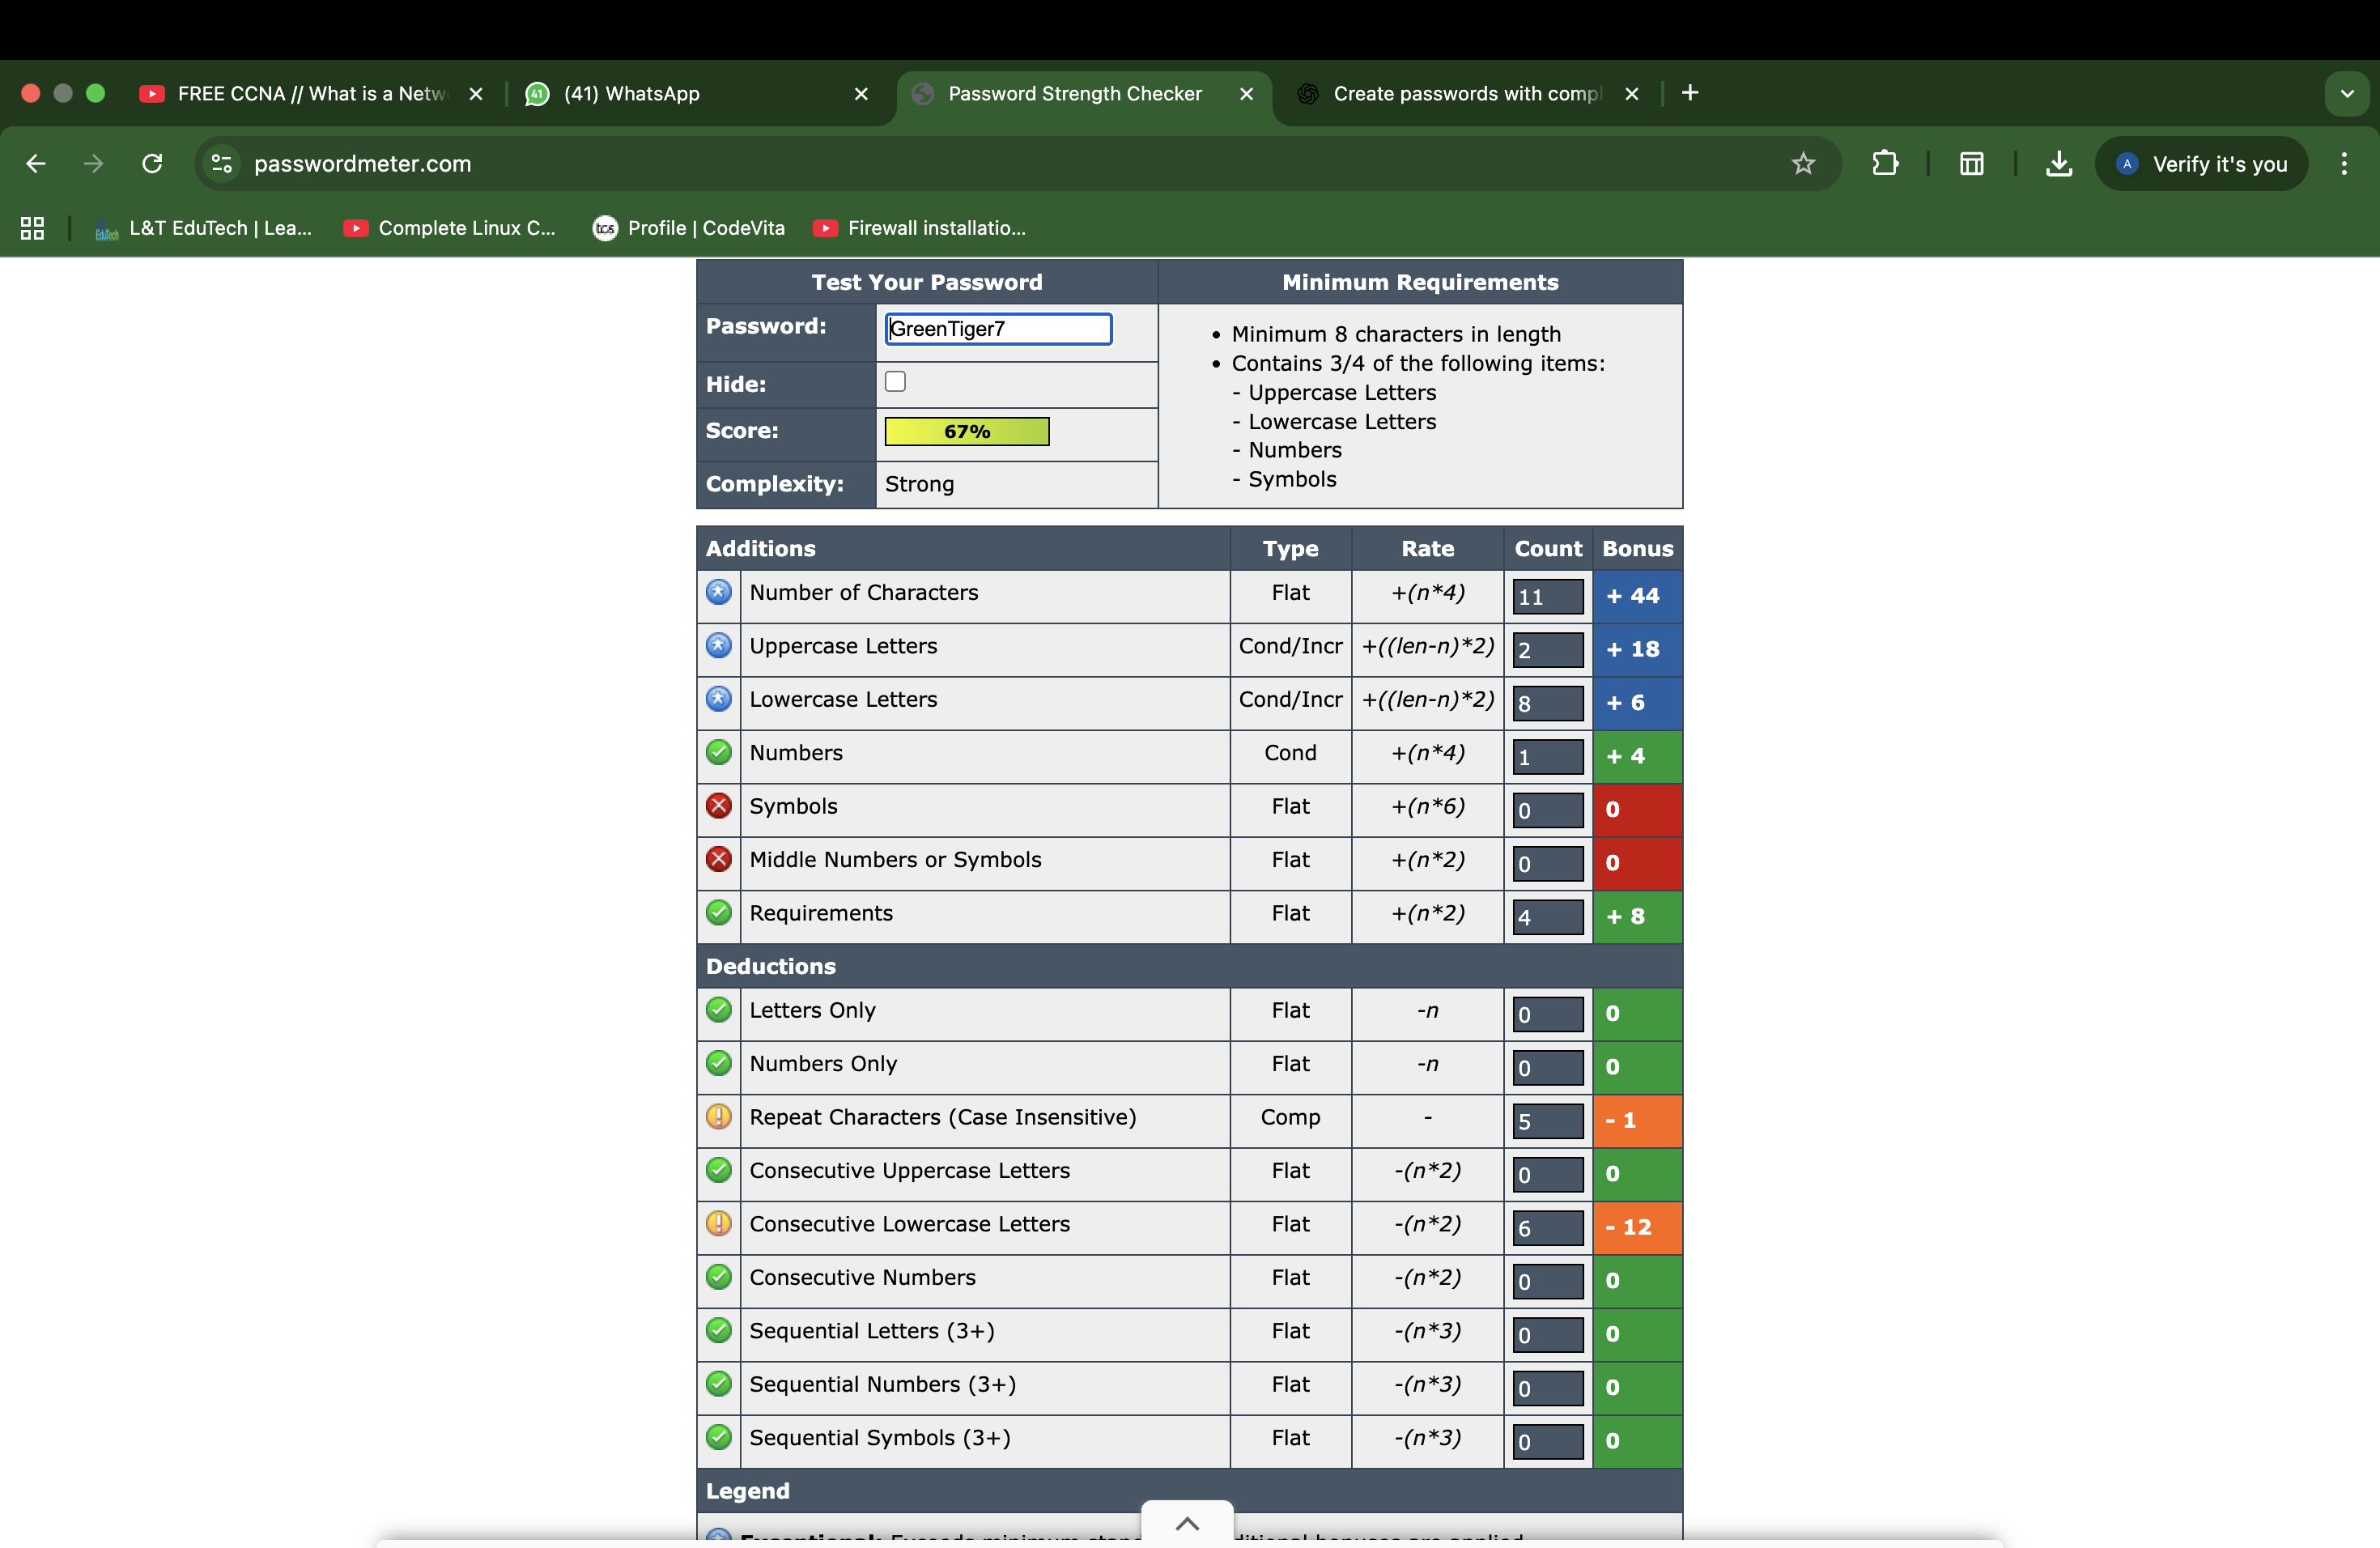 FREE CCNA // What is a Netw
41 (41) WhatsApp
Password Strength Checker
Create passwords with compl
passwordmeter.com
A Verify it's you
EduTech L&T EduTech | Lea...
Complete Linux C...
tcs Profile | CodeVita
Firewall installatio...
Test Your Password Minimum Requirements
Password: GreenTiger7
Hide:
Score: 67%
Complexity: Strong
• Minimum 8 characters in length
• Contains 3/4 of the following items:
- Uppercase Letters
- Lowercase Letters
- Numbers
- Symbols
Additions Type Rate Count Bonus
Number of Characters Flat +(n*4) 11 + 44
Uppercase Letters Cond/Incr +((len-n)*2) 2 + 18
Lowercase Letters Cond/Incr +((len-n)*2) 8 + 6
Numbers Cond +(n*4) 1 + 4
Symbols Flat +(n*6) 0 0
Middle Numbers or Symbols Flat +(n*2) 0 0
Requirements Flat +(n*2) 4 + 8
Deductions
Letters Only Flat -n 0 0
Numbers Only Flat -n 0 0
Repeat Characters (Case Insensitive) Comp - 5 - 1
Consecutive Uppercase Letters Flat -(n*2) 0 0
Consecutive Lowercase Letters Flat -(n*2) 6 - 12
Consecutive Numbers Flat -(n*2) 0 0
Sequential Letters (3+) Flat -(n*3) 0 0
Sequential Numbers (3+) Flat -(n*3) 0 0
Sequential Symbols (3+) Flat -(n*3) 0 0
Legend